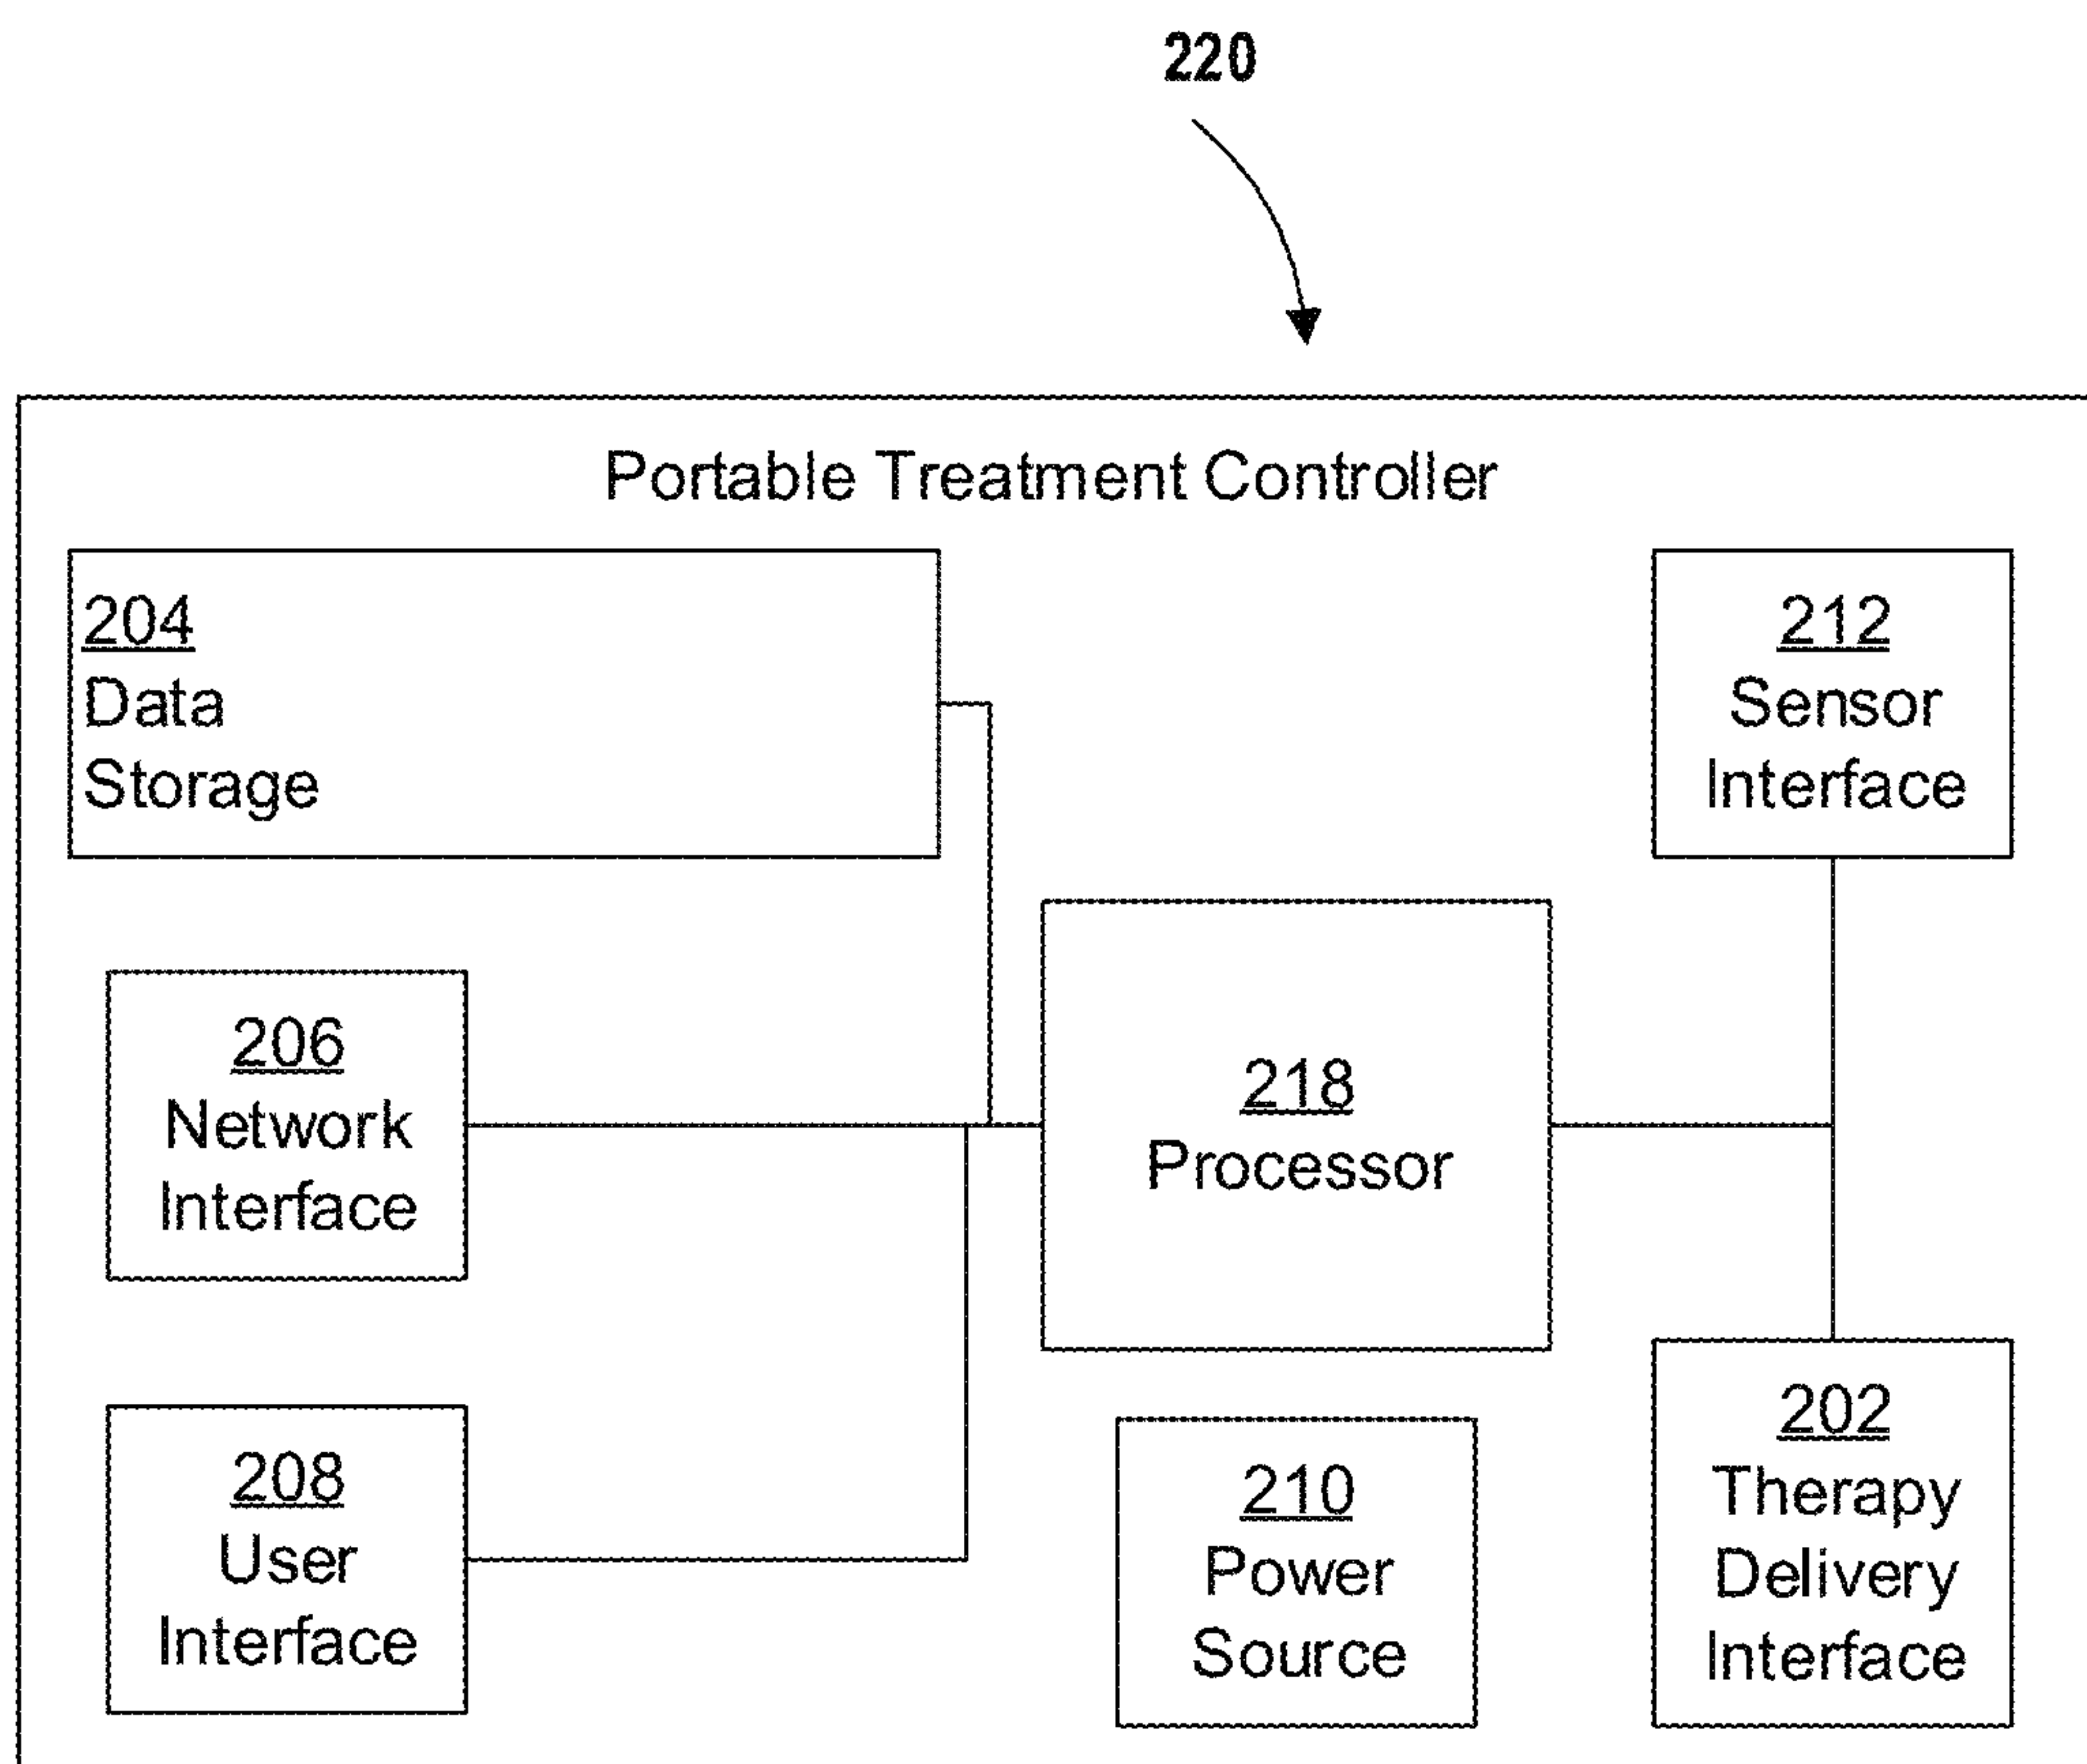 220
Portable Treatment Controller
204
Data
Storage
212
Sensor
Interface
206
Network
Interface
218
Processor
208
User
Interface
210
Power
Source
202
Therapy
Delivery
Interface